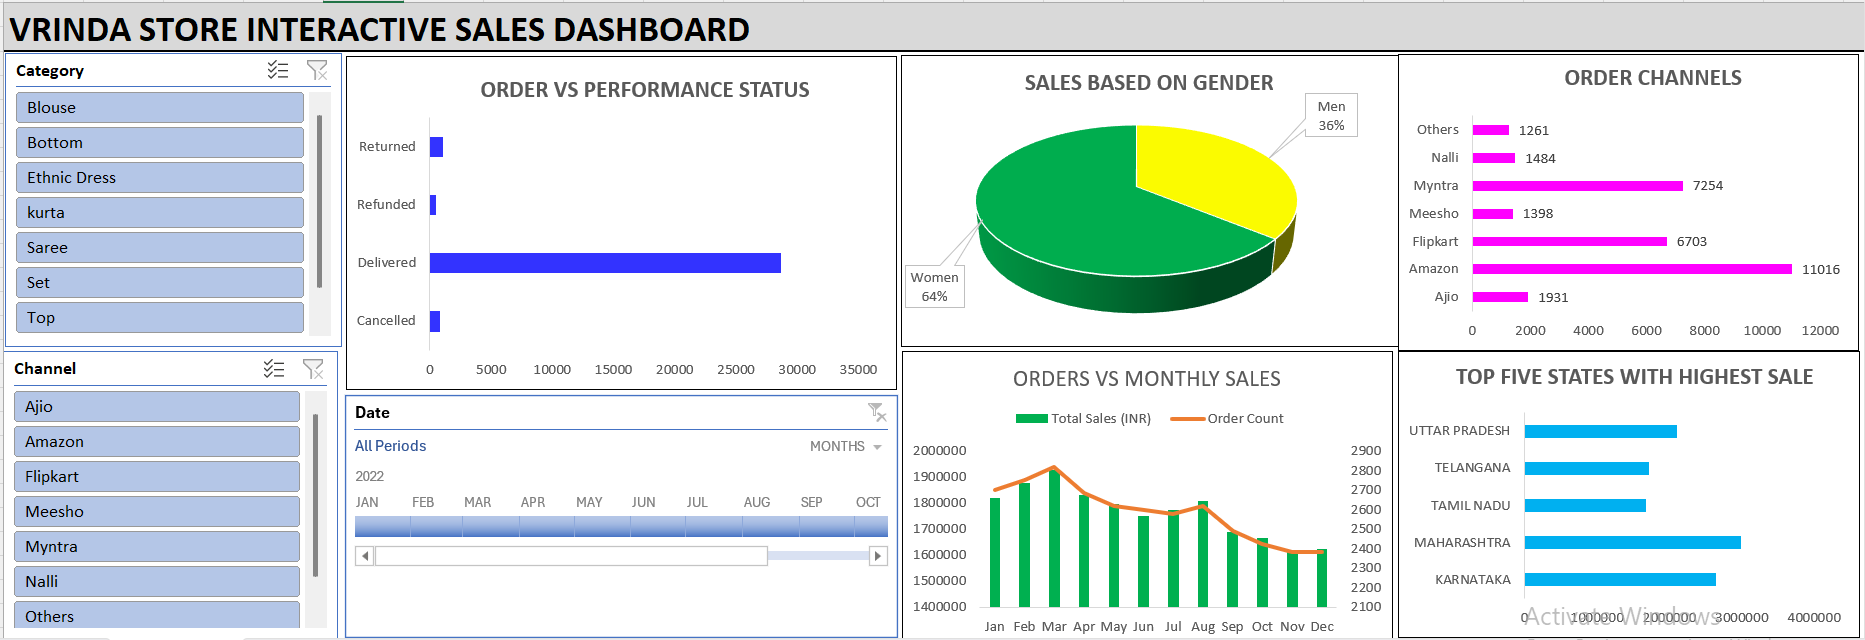 VRINDA STORE INTERACTIVE SALES DASHBOARD
Category
Blouse
Bottom
Ethnic Dress
kurta
Saree
Set
Top
Channel
Ajio
Amazon
Flipkart
Meesho
Myntra
Nalli
Others
ORDER VS PERFORMANCE STATUS
Returned
Refunded
Delivered
Cancelled
0 5000 10000 15000 20000 25000 30000 35000
Date
All Periods MONTHS
2022
JAN FEB MAR APR MAY JUN JUL AUG SEP OCT
SALES BASED ON GENDER
Men
36%
Women
64%
ORDER CHANNELS
Others 1261
Nalli 1484
Myntra 7254
Meesho 1398
Flipkart 6703
Amazon 11016
Ajio 1931
0 2000 4000 6000 8000 10000 12000
ORDERS VS MONTHLY SALES
Total Sales (INR) Order Count
2000000 2900
1900000 2800
1800000 2700
1700000 2600
1600000 2500
1500000 2400
1400000 2300
2200
2100
Jan Feb Mar Apr May Jun Jul Aug Sep Oct Nov Dec
TOP FIVE STATES WITH HIGHEST SALE
UTTAR PRADESH
TELANGANA
TAMIL NADU
MAHARASHTRA
KARNATAKA
0 1000000 2000000 3000000 4000000
Activate Windows